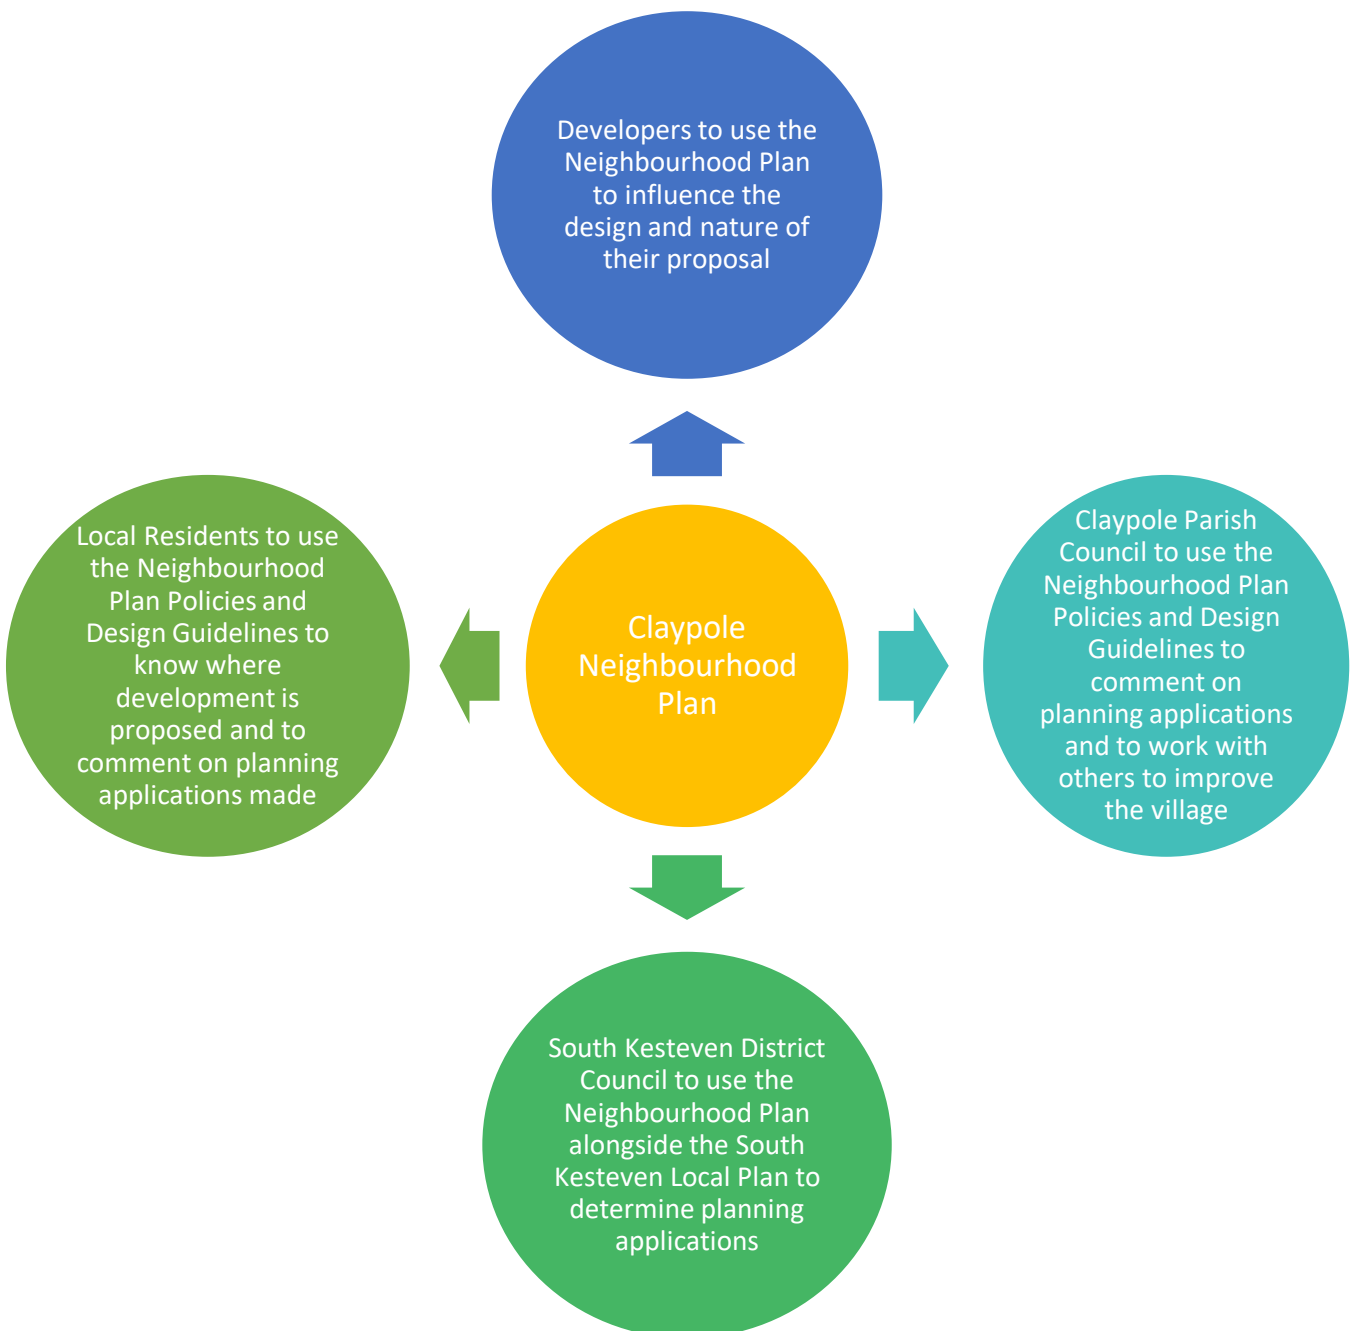 Developers to use the
Neighbourhood Plan
to influence the
design and nature of
their proposal
Local Residents to use
the Neighbourhood
Plan Policies and
Design Guidelines to
know where
development is
proposed and to
comment on planning
applications made
Claypole
Neighbourhood
Plan
Claypole Parish
Council to use the
Neighbourhood Plan
Policies and Design
Guidelines to
comment on
planning applications
and to work with
others to improve
the village
South Kesteven District
Council to use the
Neighbourhood Plan
alongside the South
Kesteven Local Plan to
determine planning
applications